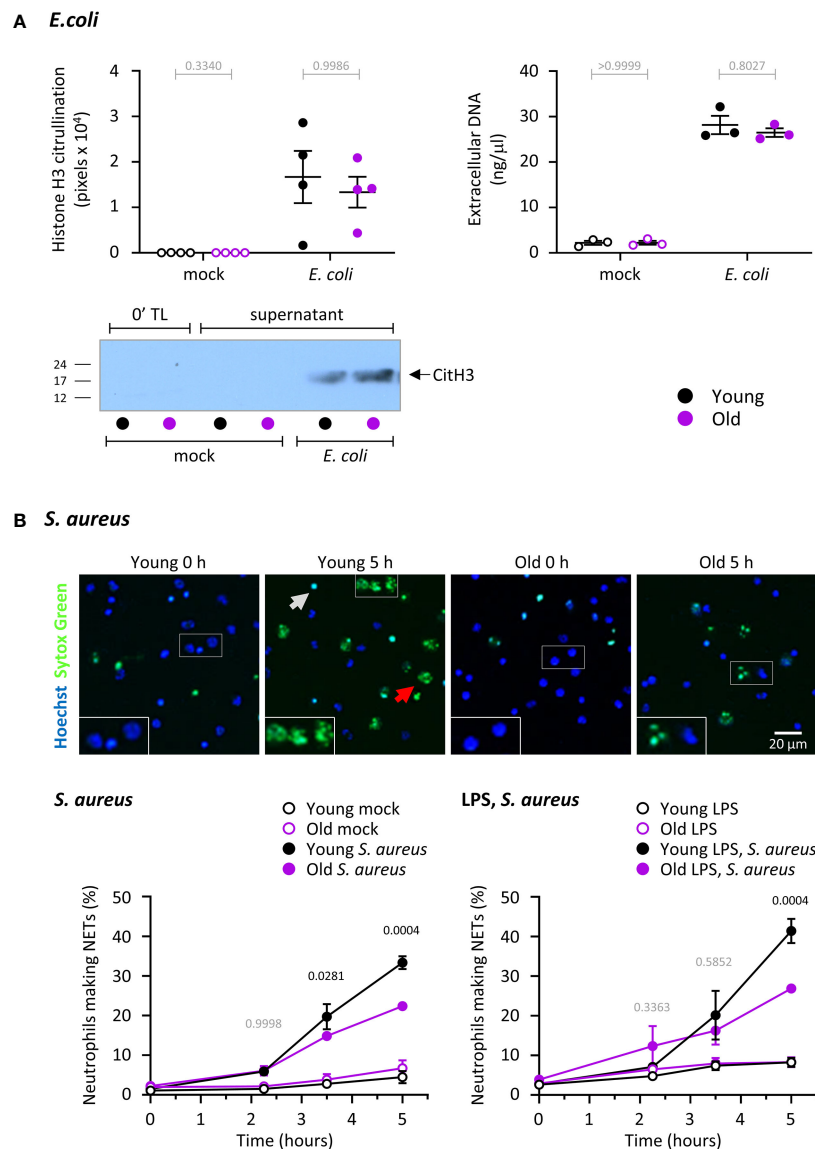 A E.coli
Histone H3 citrullination
(pixels x 10⁴)
4
3
2
1
0
0.3340
0.9986
mock
E. coli
Extracellular DNA
(ng/µl)
40
30
20
10
0
>0.9999
0.8027
mock
E. coli
0' TL
supernatant
24
17
12
CitH3
mock
E. coli
Young
Old
B S. aureus
Hoechst Sytox Green
Young 0 h
Young 5 h
Old 0 h
Old 5 h
20 µm
S. aureus
Young mock
Old mock
Young S. aureus
Old S. aureus
Neutrophils making NETs (%)
50
40
30
20
10
0
0.9998
0.0281
0.0004
0
1
2
3
4
5
Time (hours)
LPS, S. aureus
Young LPS
Old LPS
Young LPS, S. aureus
Old LPS, S. aureus
Neutrophils making NETs (%)
50
40
30
20
10
0
0.3363
0.5852
0.0004
0
1
2
3
4
5
Time (hours)